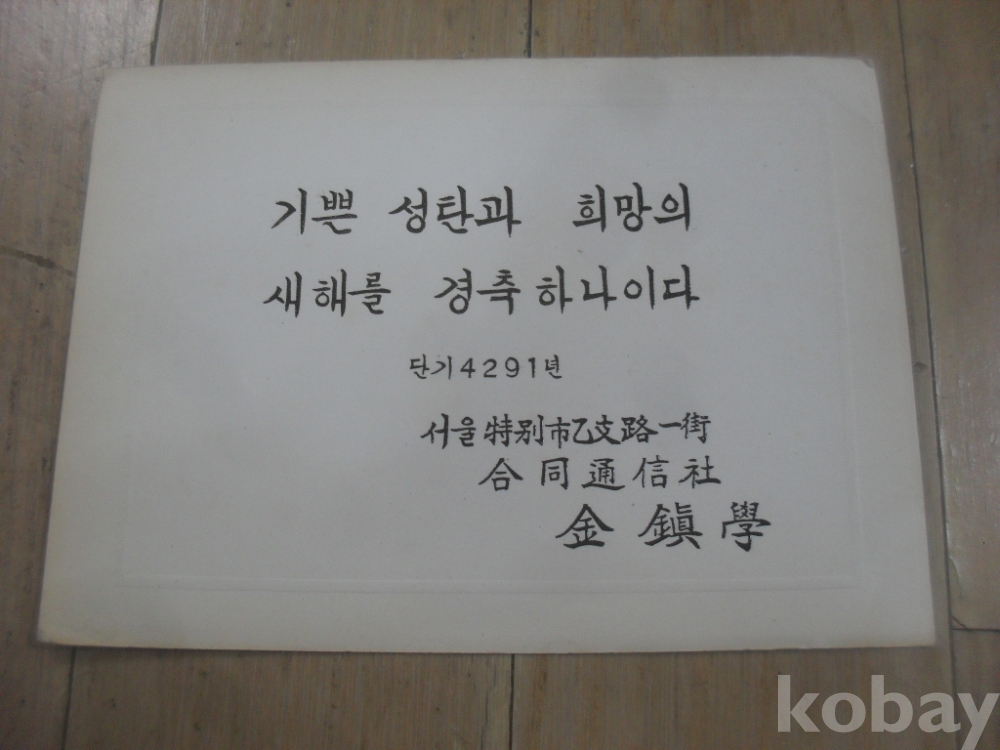 기쁜 성탄과 희망의
새해를 경축하나이다
단기4291년
서울特别市乙支路一街
合同通信社
金鎭學
kobay